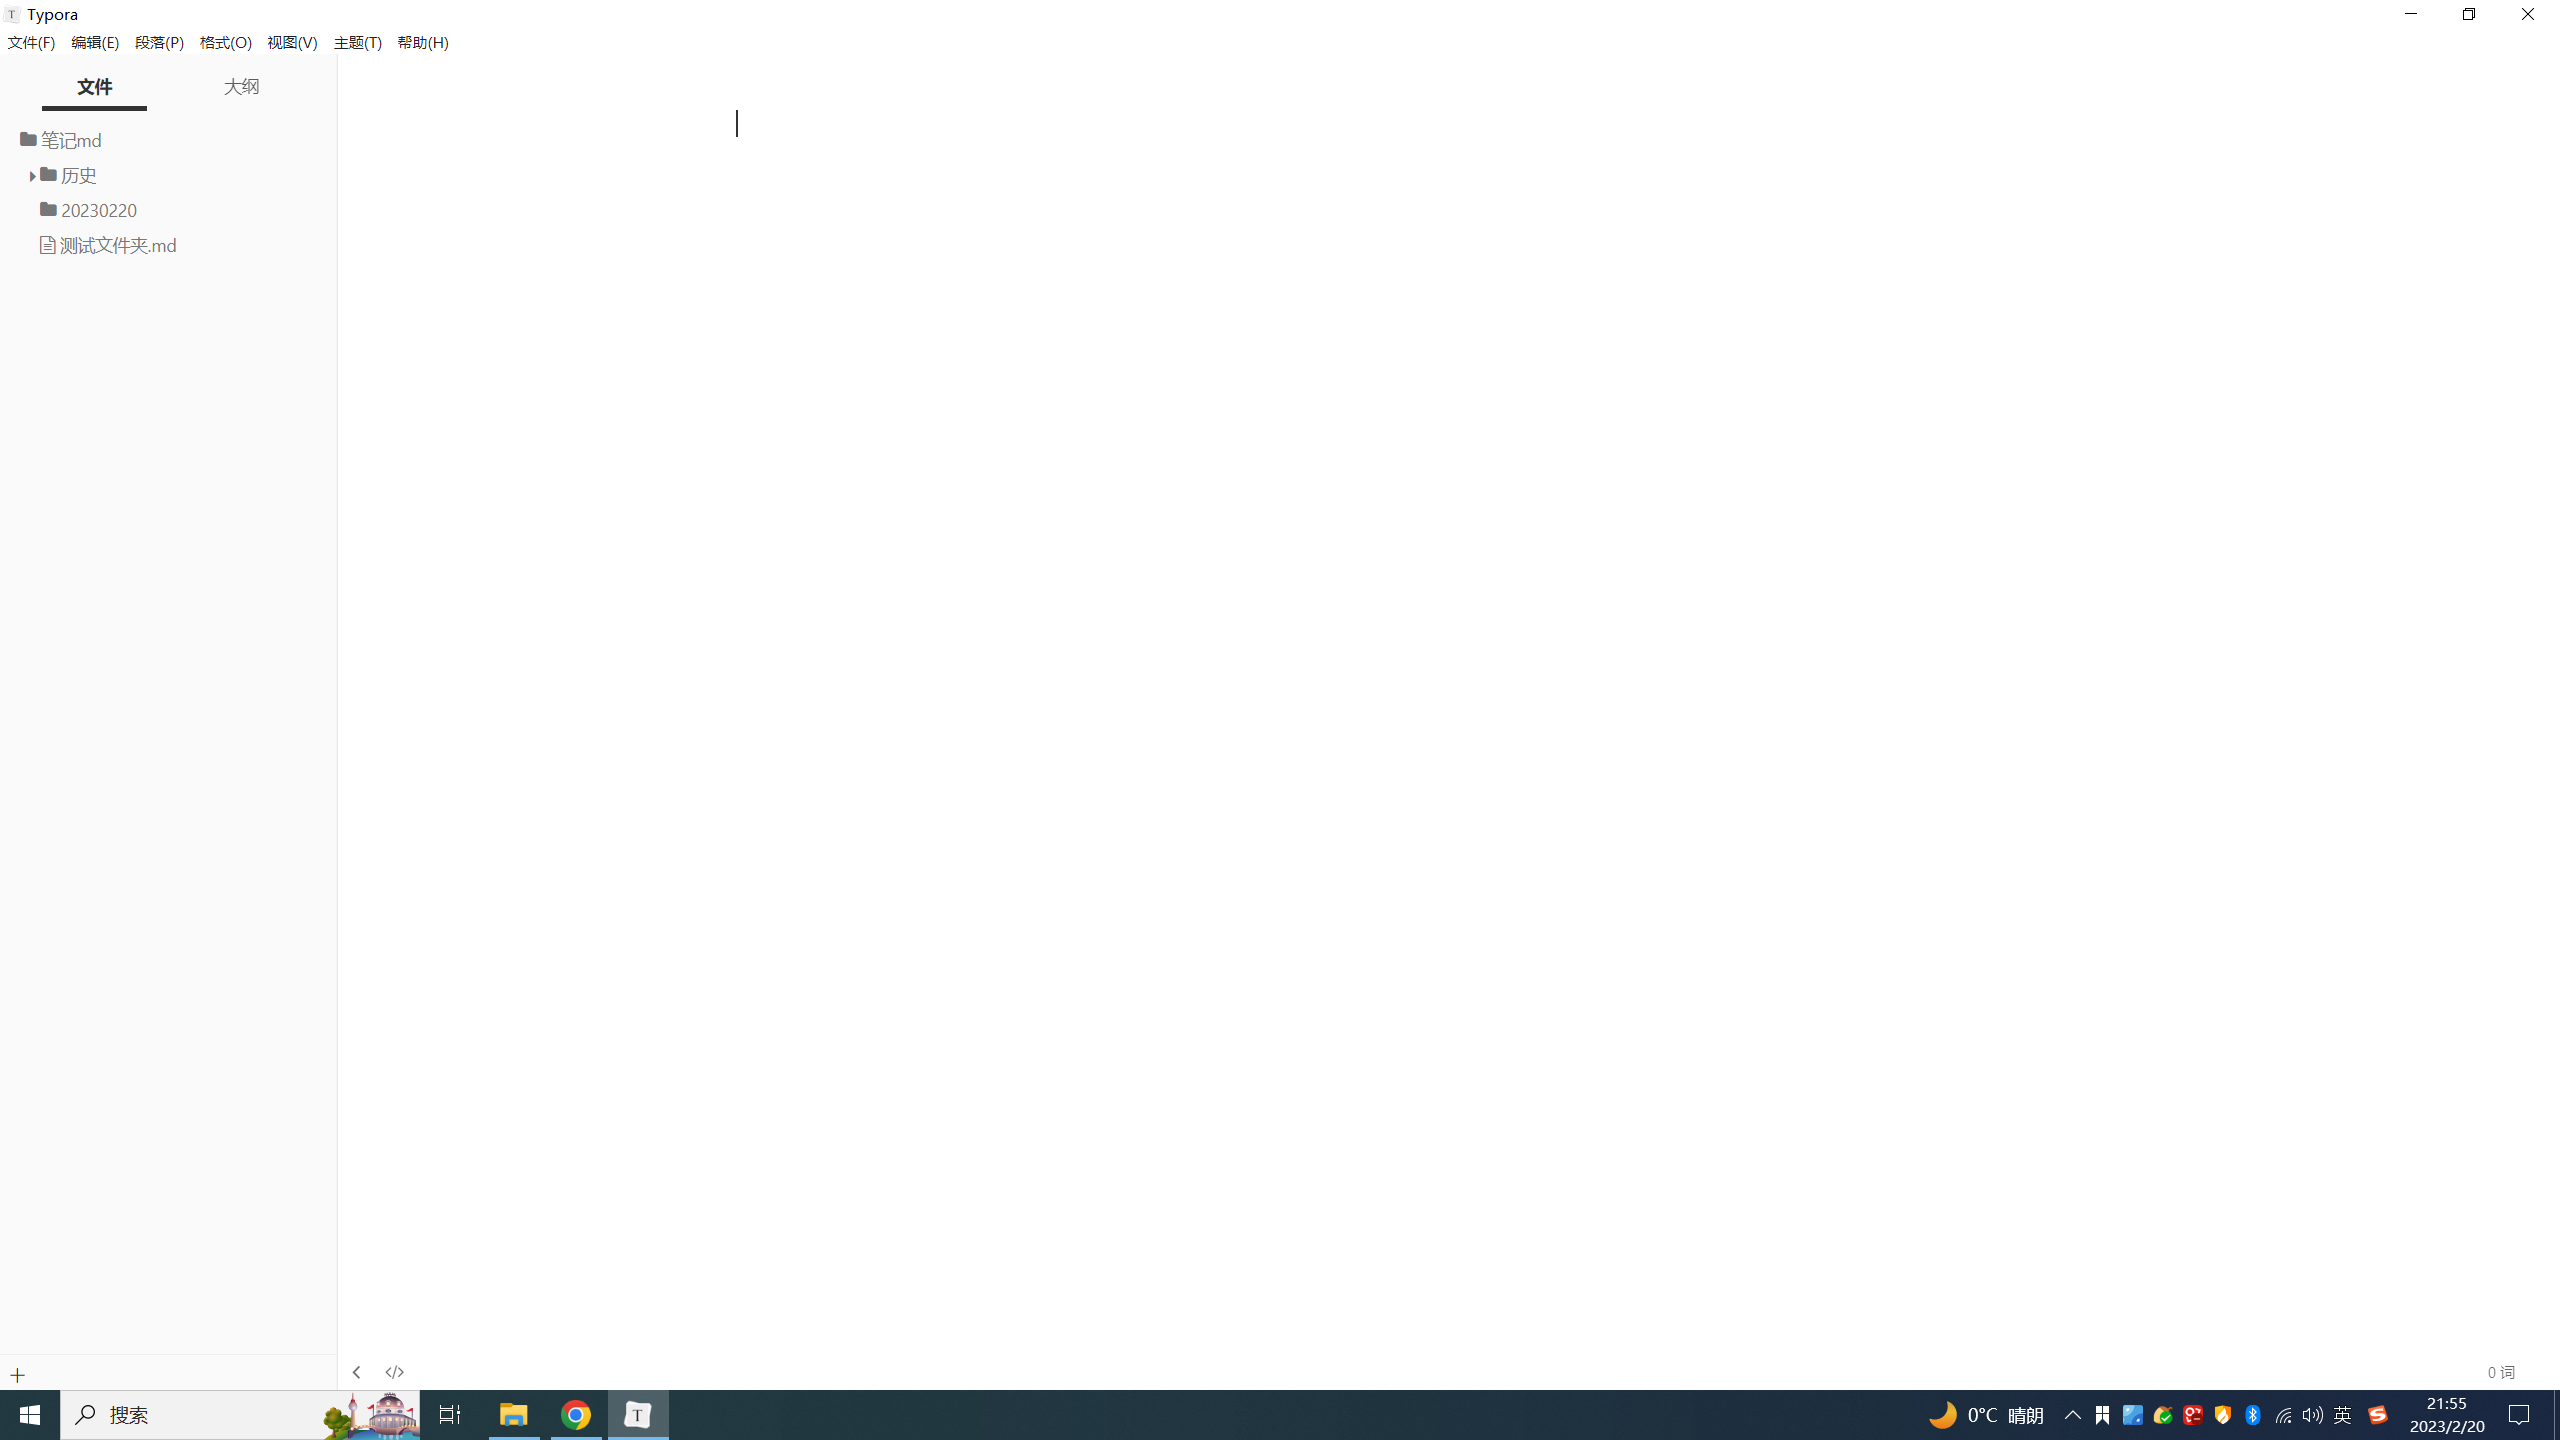 Typora
文件(F) 编辑(E) 段落(P) 格式(O) 视图(V) 主题(T) 帮助(H)
文件 大纲
笔记md
历史
20230220
测试文件夹.md
0 词
搜索
T
0°C 晴朗
英
21:55
2023/2/20